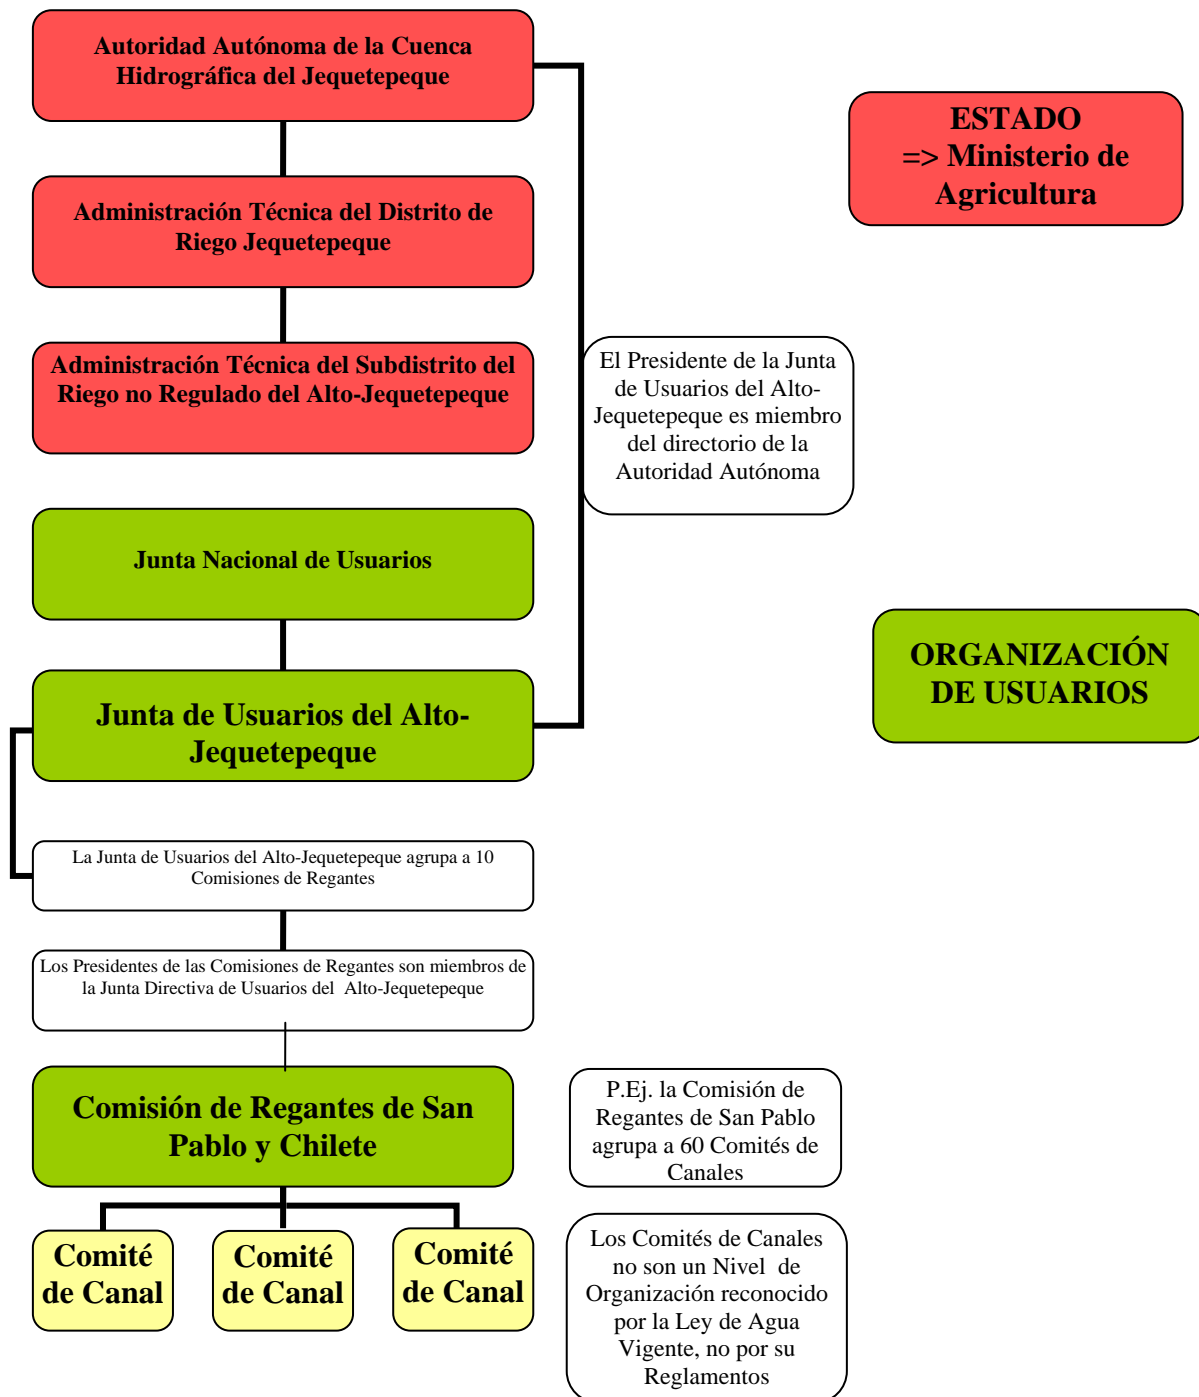 Autoridad Autónoma de la Cuenca
Hidrográfica del Jequetepeque
ESTADO
=> Ministerio de
Agricultura
Administración Técnica del Distrito de
Riego Jequetepeque
Administración Técnica del Subdistrito del
Riego no Regulado del Alto-Jequetepeque
El Presidente de la Junta
de Usuarios del Alto-
Jequetepeque es miembro
del directorio de la
Autoridad Autónoma
Junta Nacional de Usuarios
ORGANIZACIÓN
DE USUARIOS
Junta de Usuarios del Alto-
Jequetepeque
La Junta de Usuarios del Alto-Jequetepeque agrupa a 10
Comisiones de Regantes
Los Presidentes de las Comisiones de Regantes son miembros de
la Junta Directiva de Usuarios del Alto-Jequetepeque
Comisión de Regantes de San
Pablo y Chilete
P.Ej. la Comisión de
Regantes de San Pablo
agrupa a 60 Comités de
Canales
Comité
de Canal
Comité
de Canal
Comité
de Canal
Los Comités de Canales
no son un Nivel de
Organización reconocido
por la Ley de Agua
Vigente, no por su
Reglamentos